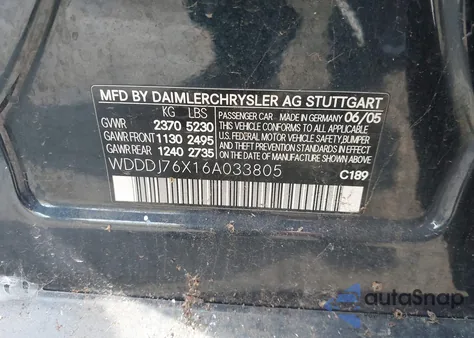 MFD BY DAIMLERCHRYSLER AG STUTTGART
KG LBS PASSENGER CAR - MADE IN GERMANY 06/05
GVWR 2370 5230 THIS VEHICLE CONFORMS TO ALL APPLICABLE
GAWR FRONT 1130 2495 U.S. FEDERAL MOTOR VEHICLE SAFETY, BUMPER,
GAWR REAR 1240 2735 AND THEFT PREVENTION STANDARDS IN EFFECT
ON THE DATE OF MANUFACTURE SHOWN ABOVE.
WDDDJ76X16A033805 C189
autoSnap